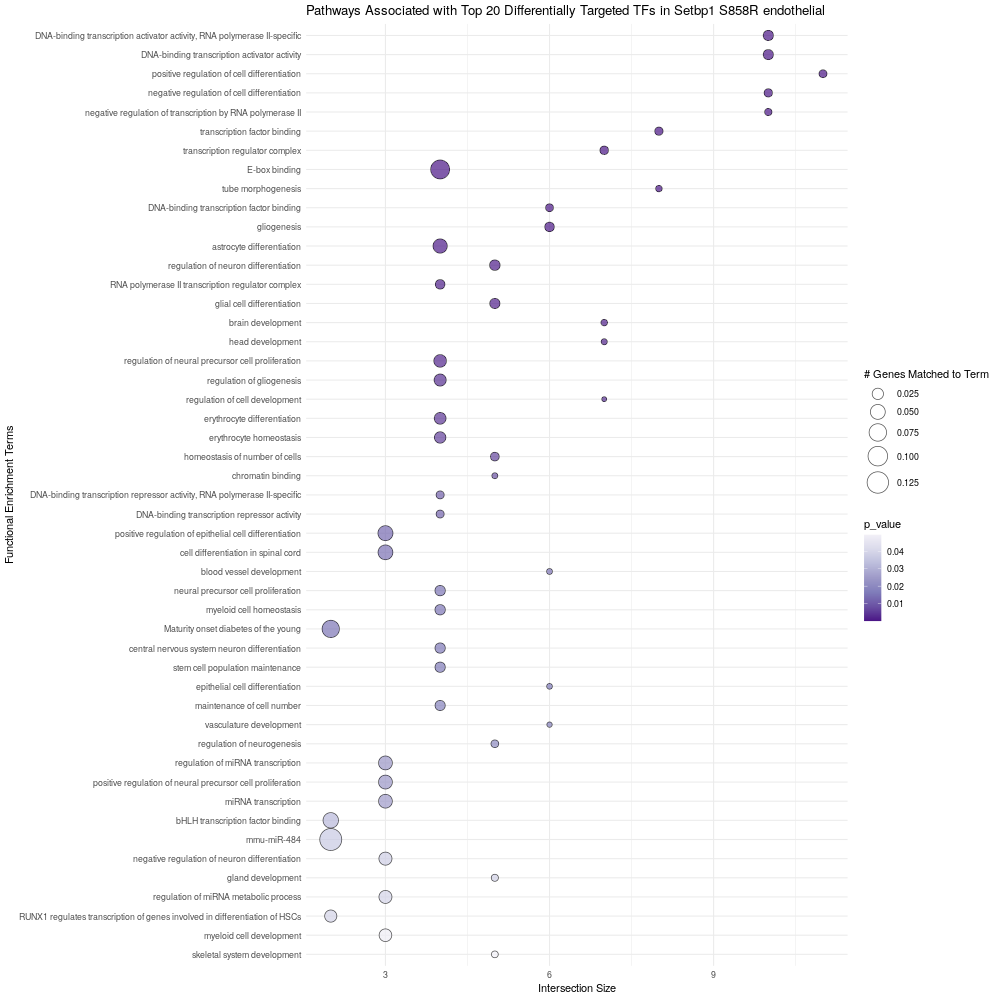 Pathways Associated with Top 20 Differentially Targeted TFs in Setbp1 S858R endothelial
DNA-binding transcription activator activity, RNA polymerase II-specific
DNA-binding transcription activator activity
positive regulation of cell differentiation
negative regulation of cell differentiation
negative regulation of transcription by RNA polymerase II
transcription factor binding
transcription regulator complex
E-box binding
tube morphogenesis
DNA-binding transcription factor binding
gliogenesis
astrocyte differentiation
regulation of neuron differentiation
RNA polymerase II transcription regulator complex
glial cell differentiation
brain development
head development
regulation of neural precursor cell proliferation
regulation of gliogenesis
regulation of cell development
erythrocyte differentiation
erythrocyte homeostasis
homeostasis of number of cells
chromatin binding
DNA-binding transcription repressor activity, RNA polymerase II-specific
DNA-binding transcription repressor activity
positive regulation of epithelial cell differentiation
cell differentiation in spinal cord
blood vessel development
neural precursor cell proliferation
myeloid cell homeostasis
Maturity onset diabetes of the young
central nervous system neuron differentiation
stem cell population maintenance
epithelial cell differentiation
maintenance of cell number
vasculature development
regulation of neurogenesis
regulation of miRNA transcription
positive regulation of neural precursor cell proliferation
miRNA transcription
bHLH transcription factor binding
mmu-miR-484
negative regulation of neuron differentiation
gland development
regulation of miRNA metabolic process
RUNX1 regulates transcription of genes involved in differentiation of HSCs
myeloid cell development
skeletal system development
Functional Enrichment Terms
3 6 9
Intersection Size
# Genes Matched to Term
0.025
0.050
0.075
0.100
0.125
p_value
0.04
0.03
0.02
0.01